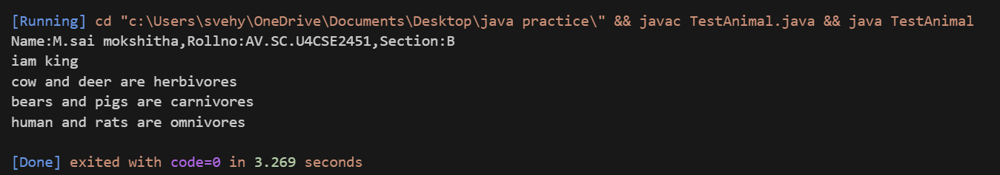 [Running] cd "c:\Users\svehy\OneDrive\Documents\Desktop\java practice\" && javac TestAnimal.java && java TestAnimal
Name:M.sai mokshitha,Rollno:AV.SC.U4CSE2451,Section:B
iam king
cow and deer are herbivores
bears and pigs are carnivores
human and rats are omnivores
[Done] exited with code=0 in 3.269 seconds